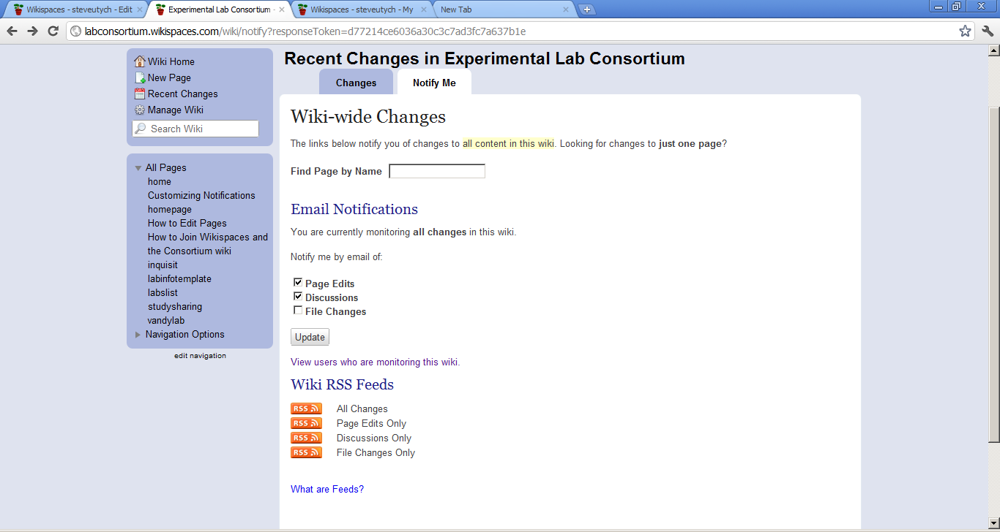 Wikispaces - steveutych - Edit
Experimental Lab Consortium -
Wikispaces - steveutych - My
New Tab
labconsortium.wikispaces.com/wiki/notify?responseToken=d77214ce6036a30c3c7ad3fc7a637b1e
Wiki Home
New Page
Recent Changes
Manage Wiki
Search Wiki
All Pages
home
Customizing Notifications
homepage
How to Edit Pages
How to Join Wikispaces and
the Consortium wiki
inquisit
labinfotemplate
labslist
studysharing
vandylab
Navigation Options
edit navigation
Recent Changes in Experimental Lab Consortium
Changes
Notify Me
Wiki-wide Changes
The links below notify you of changes to all content in this wiki. Looking for changes to just one page?
Find Page by Name
Email Notifications
You are currently monitoring all changes in this wiki.
Notify me by email of:
Page Edits
Discussions
File Changes
Update
View users who are monitoring this wiki.
Wiki RSS Feeds
RSS All Changes
RSS Page Edits Only
RSS Discussions Only
RSS File Changes Only
What are Feeds?